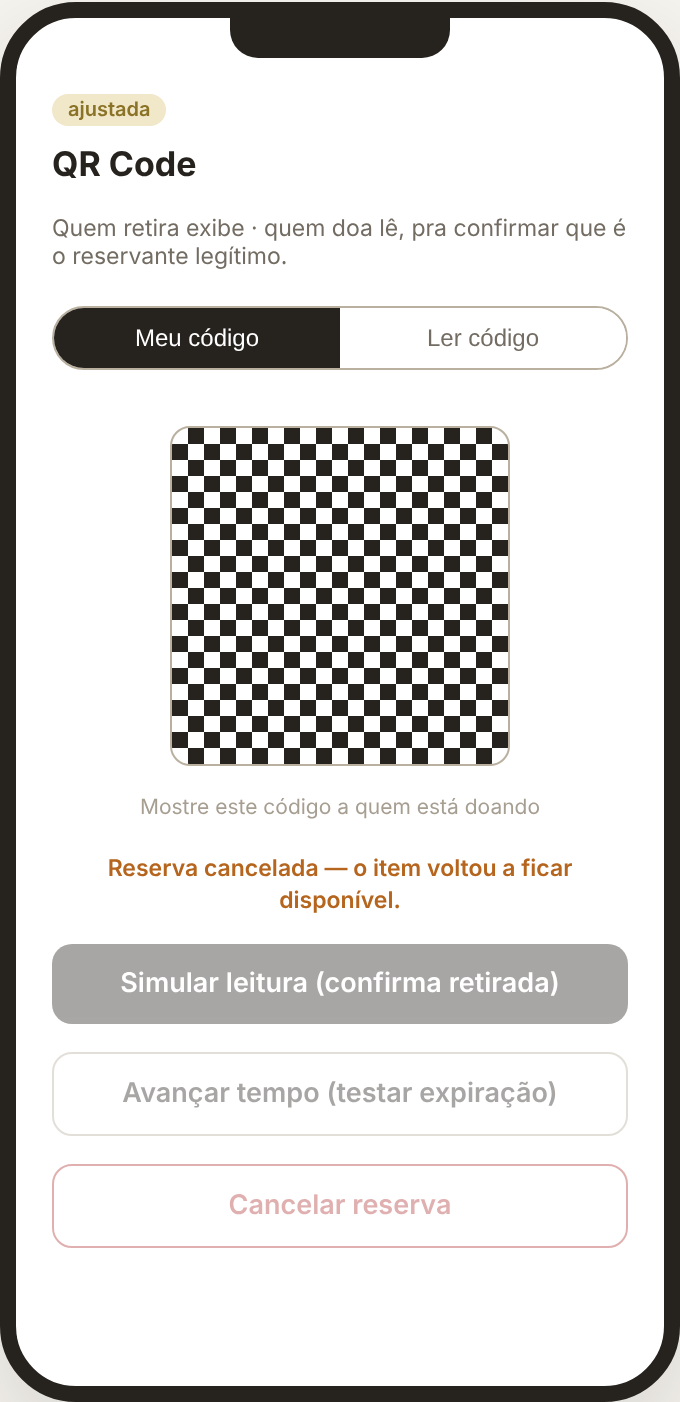 ajustada
QR Code
Quem retira exibe · quem doa lê, pra confirmar que é
o reservante legítimo.
Meu código
Ler código
Mostre este código a quem está doando
Reserva cancelada — o item voltou a ficar
disponível.
Simular leitura (confirma retirada)
Avançar tempo (testar expiração)
Cancelar reserva